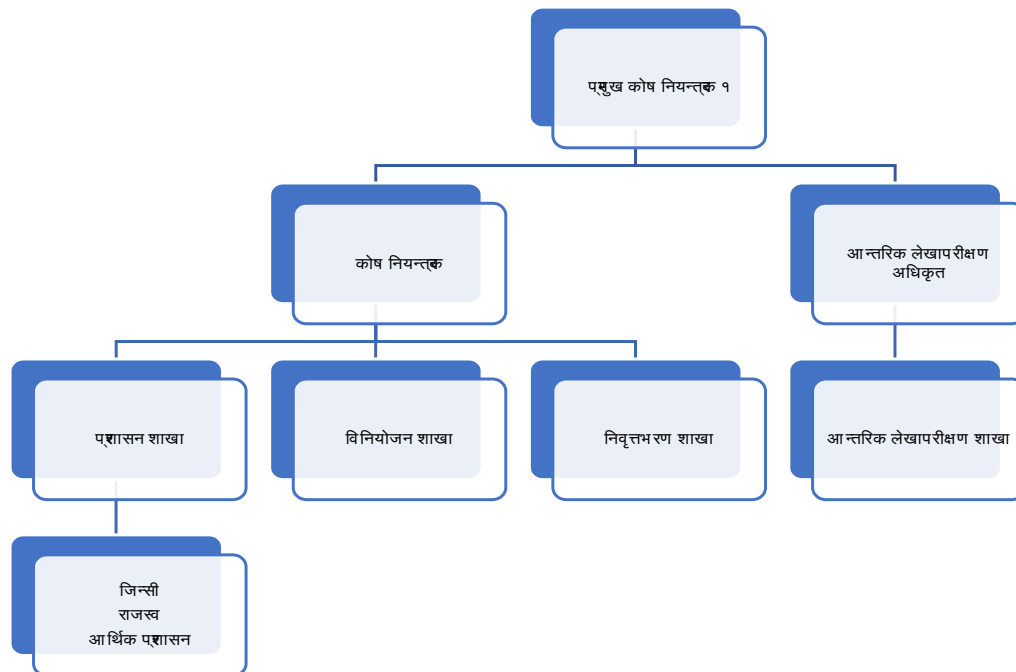 प्रमुख कोष नियन्त्रक १
कोष नियन्त्रक
आन्तरिक लेखापरीक्षण
अधिकृत
प्रशासन शाखा
विनियोजन शाखा
निवृत्तभरण शाखा
आन्तरिक लेखापरीक्षण शाखा
जिन्सी
राजस्व
आर्थिक प्रशासन